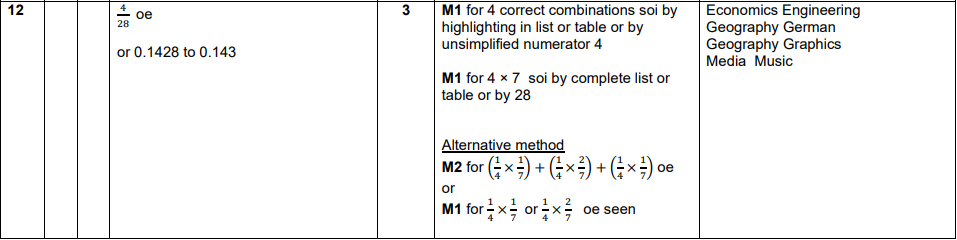 12
4/28 oe
or 0.1428 to 0.143
3
M1 for 4 correct combinations soi by
highlighting in list or table or by
unsimplified numerator 4
M1 for 4 × 7 soi by complete list or
table or by 28
Alternative method
M2 for (1/4 × 1/7) + (1/4 × 2/7) + (1/4 × 1/7) oe
or
M1 for 1/4 × 1/7 or 1/4 × 2/7 oe seen
Economics Engineering
Geography German
Geography Graphics
Media Music